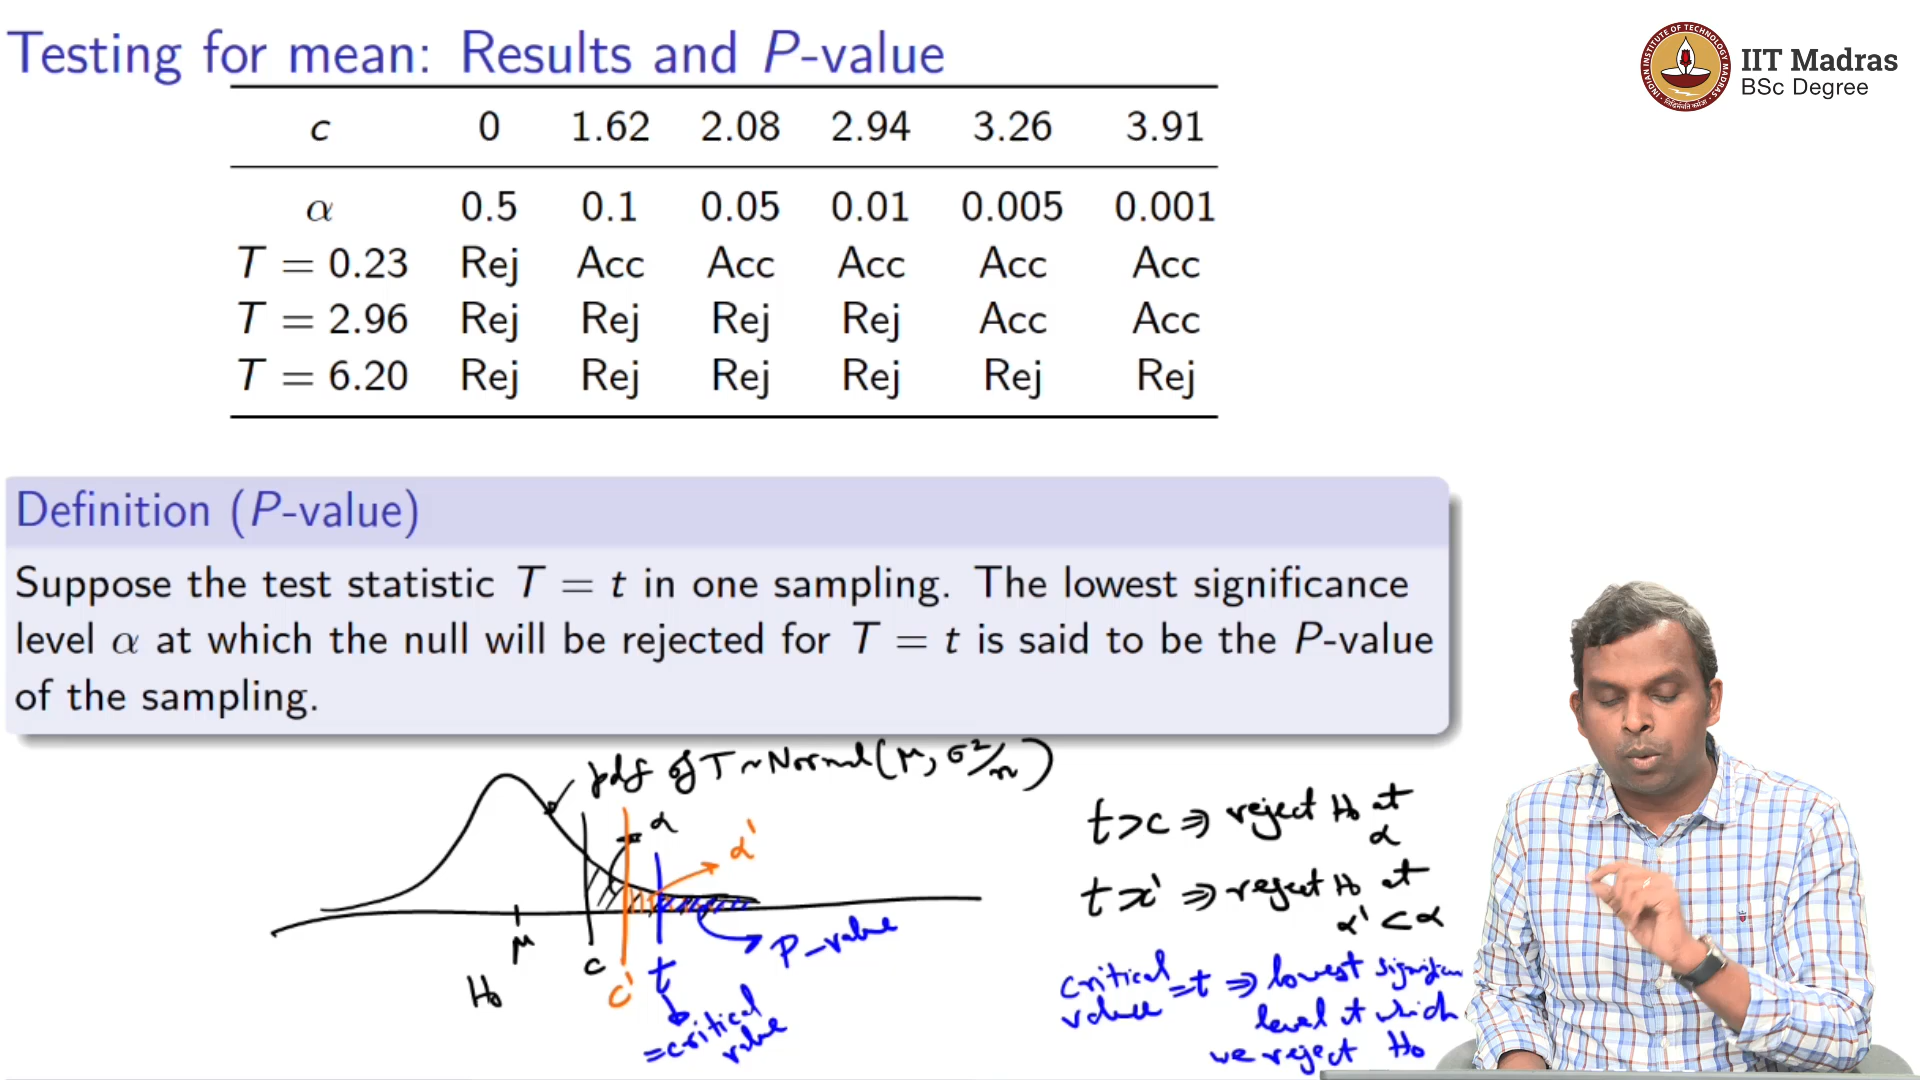 Testing for mean: Results and P-value
IIT Madras
BSc Degree
c 0 1.62 2.08 2.94 3.26 3.91
α 0.5 0.1 0.05 0.01 0.005 0.001
T = 0.23 Rej Acc Acc Acc Acc Acc
T = 2.96 Rej Rej Rej Rej Acc Acc
T = 6.20 Rej Rej Rej Rej Rej Rej
Definition (P-value)
Suppose the test statistic T = t in one sampling. The lowest significance
level α at which the null will be rejected for T = t is said to be the P-value
of the sampling.
pdf of T ~ Normal(μ, σ²/n)
α
α'
P-value
μ
c
c'
t
H₀
= critical
value
t>c ⇒ reject H₀ at
α
⇒ reject H₀ at
α' < α
critical
value = t ⇒ lowest
level at which
we reject H₀